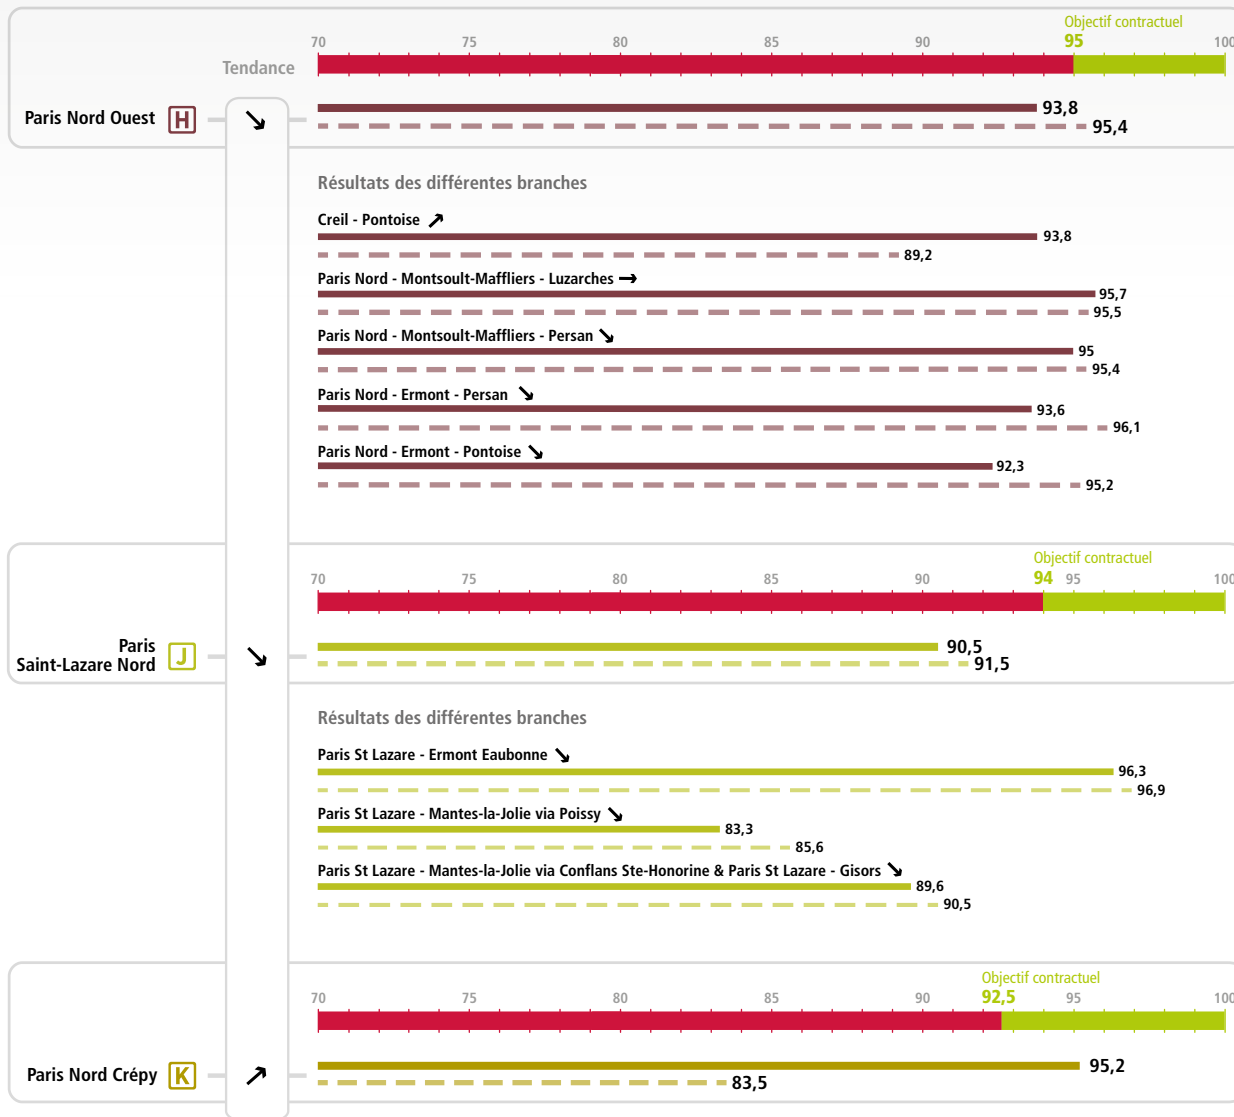 Objectif contractuel
70 75 80 85 90 95 100
Tendance
Paris Nord Ouest H
93,8
95,4
Résultats des différentes branches
Creil - Pontoise
93,8
89,2
Paris Nord - Montsoult-Maffliers - Luzarches
95,7
95,5
Paris Nord - Montsoult-Maffliers - Persan
95
95,4
Paris Nord - Ermont - Persan
93,6
96,1
Paris Nord - Ermont - Pontoise
92,3
95,2
Objectif contractuel
70 75 80 85 90 94 95 100
Paris
Saint-Lazare Nord J
90,5
91,5
Résultats des différentes branches
Paris St Lazare - Ermont Eaubonne
96,3
96,9
Paris St Lazare - Mantes-la-Jolie via Poissy
83,3
85,6
Paris St Lazare - Mantes-la-Jolie via Conflans Ste-Honorine & Paris St Lazare - Gisors
89,6
90,5
Objectif contractuel
70 75 80 85 90 92,5 95 100
Paris Nord Crépy K
95,2
83,5